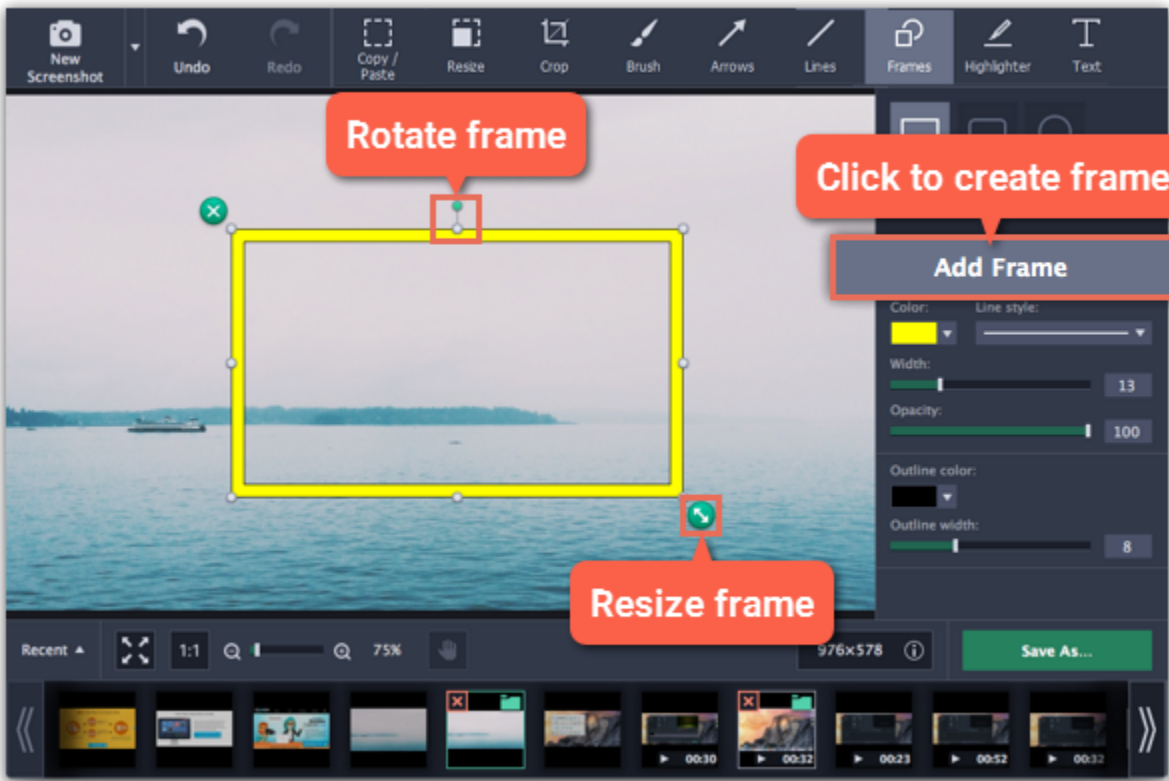 New
Screenshot
Undo
Redo
Copy /
Paste
Resize
Crop
Brush
Arrows
Lines
Frames
Highlighter
Text
Rotate frame
Click to create frame
Add Frame
Color:
Line style:
Width:
13
Opacity:
100
Outline color:
Outline width:
8
Resize frame
Recent
1:1
75%
976×578
Save As...
00:30
00:32
00:23
00:52
00:32